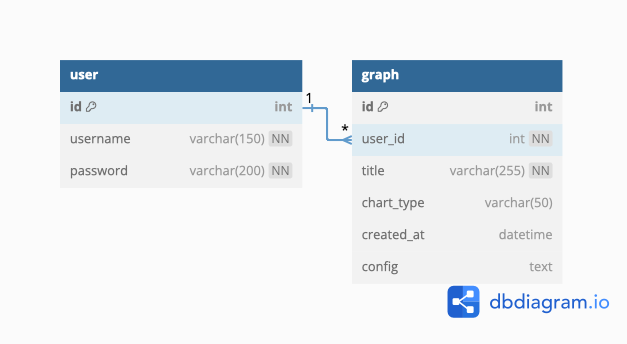 user
id int
username varchar(150) NN
password varchar(200) NN
1
*
graph
id int
user_id int NN
title varchar(255) NN
chart_type varchar(50)
created_at datetime
config text
dbdiagram.io